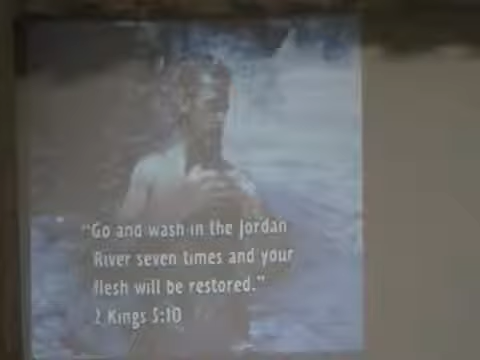 "Go and wash in the Jordan
River seven times and your
flesh will be restored."
2 Kings 5:10